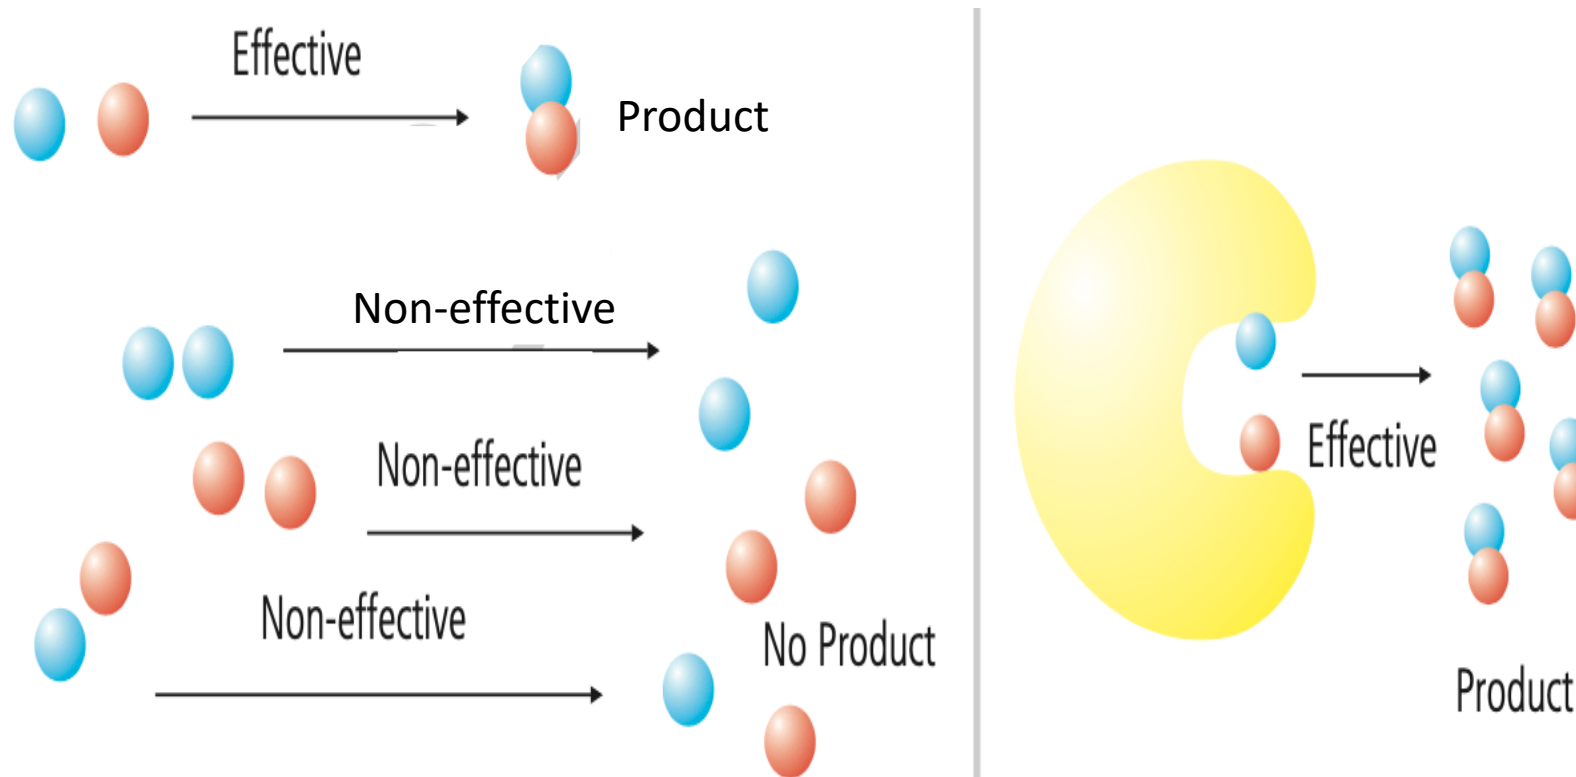 Effective
Product
Non-effective
Non-effective
Non-effective
No Product
Effective
Product